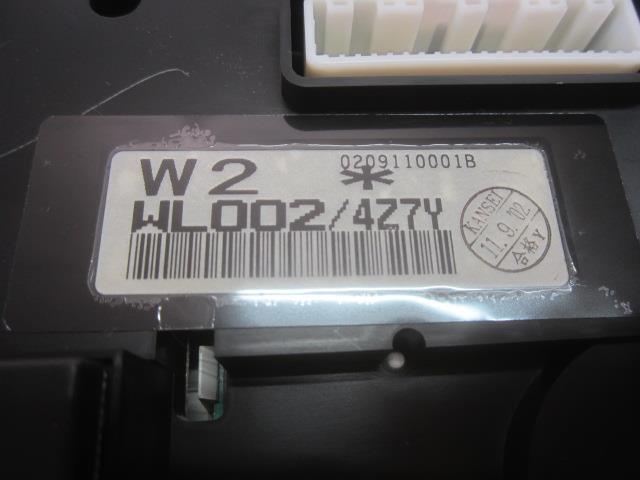 W2 * 0209110001B
WL002/4Z7Y
KANSEI
11.9.'02
合格Y